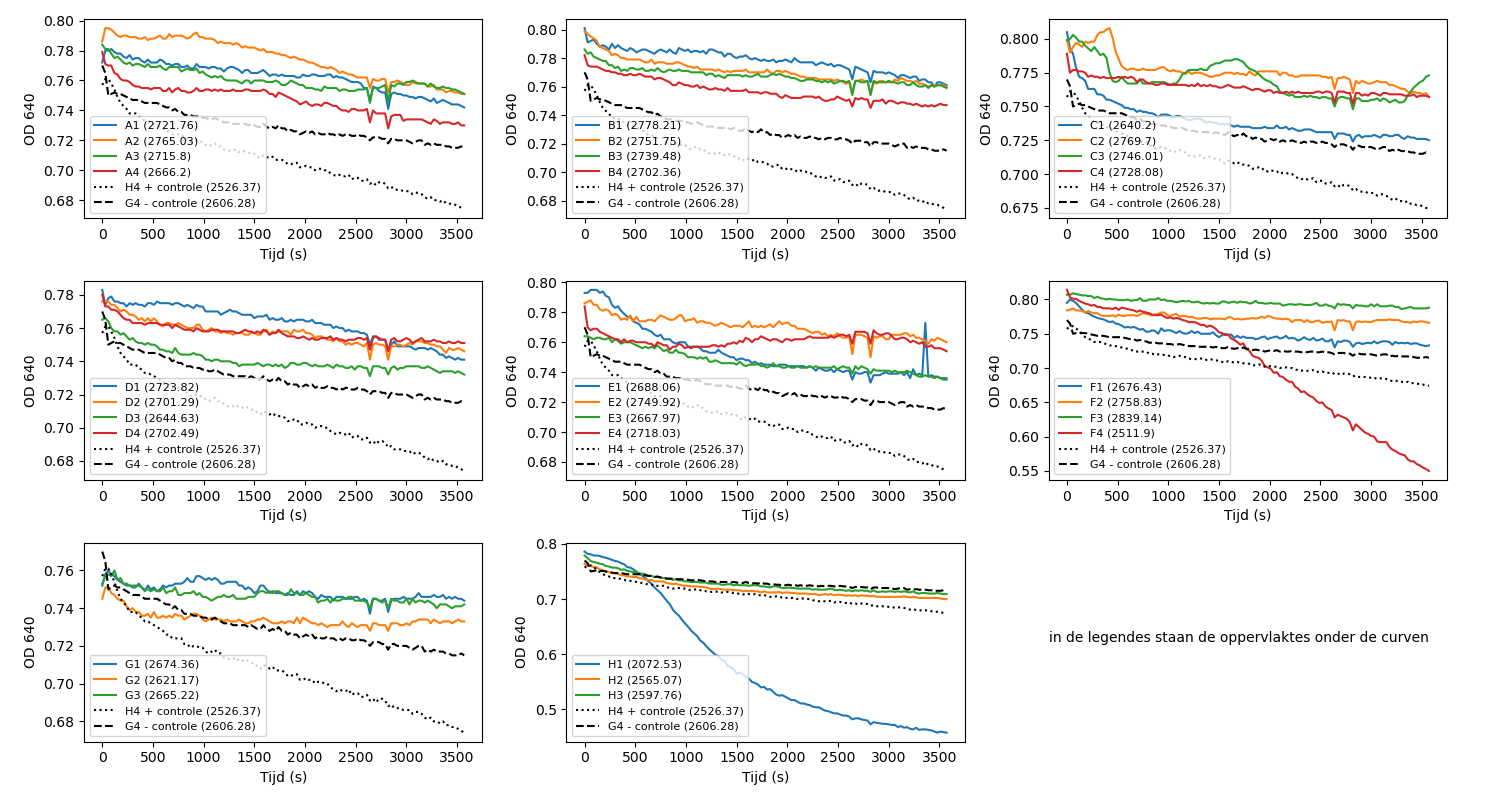 0.80
0.78
0.76
0.74
0.72
0.70
0.68
OD 640
A1 (2721.76)
A2 (2765.03)
A3 (2715.8)
A4 (2666.2)
H4 + controle (2526.37)
G4 - controle (2606.28)
0 500 1000 1500 2000 2500 3000 3500
Tijd (s)
0.80
0.78
0.76
0.74
0.72
0.70
0.68
OD 640
B1 (2778.21)
B2 (2751.75)
B3 (2739.48)
B4 (2702.36)
H4 + controle (2526.37)
G4 - controle (2606.28)
0 500 1000 1500 2000 2500 3000 3500
Tijd (s)
0.800
0.775
0.750
0.725
0.700
0.675
OD 640
C1 (2640.2)
C2 (2769.7)
C3 (2746.01)
C4 (2728.08)
H4 + controle (2526.37)
G4 - controle (2606.28)
0 500 1000 1500 2000 2500 3000 3500
Tijd (s)
0.78
0.76
0.74
0.72
0.70
0.68
OD 640
D1 (2723.82)
D2 (2701.29)
D3 (2644.63)
D4 (2702.49)
H4 + controle (2526.37)
G4 - controle (2606.28)
0 500 1000 1500 2000 2500 3000 3500
Tijd (s)
0.80
0.78
0.76
0.74
0.72
0.70
0.68
OD 640
E1 (2688.06)
E2 (2749.92)
E3 (2667.97)
E4 (2718.03)
H4 + controle (2526.37)
G4 - controle (2606.28)
0 500 1000 1500 2000 2500 3000 3500
Tijd (s)
0.80
0.75
0.70
0.65
0.60
0.55
OD 640
F1 (2676.43)
F2 (2758.83)
F3 (2839.14)
F4 (2511.9)
H4 + controle (2526.37)
G4 - controle (2606.28)
0 500 1000 1500 2000 2500 3000 3500
Tijd (s)
0.76
0.74
0.72
0.70
0.68
OD 640
G1 (2674.36)
G2 (2621.17)
G3 (2665.22)
H4 + controle (2526.37)
G4 - controle (2606.28)
0 500 1000 1500 2000 2500 3000 3500
Tijd (s)
0.8
0.7
0.6
0.5
OD 640
H1 (2072.53)
H2 (2565.07)
H3 (2597.76)
H4 + controle (2526.37)
G4 - controle (2606.28)
0 500 1000 1500 2000 2500 3000 3500
Tijd (s)
in de legendes staan de oppervlaktes onder de curven